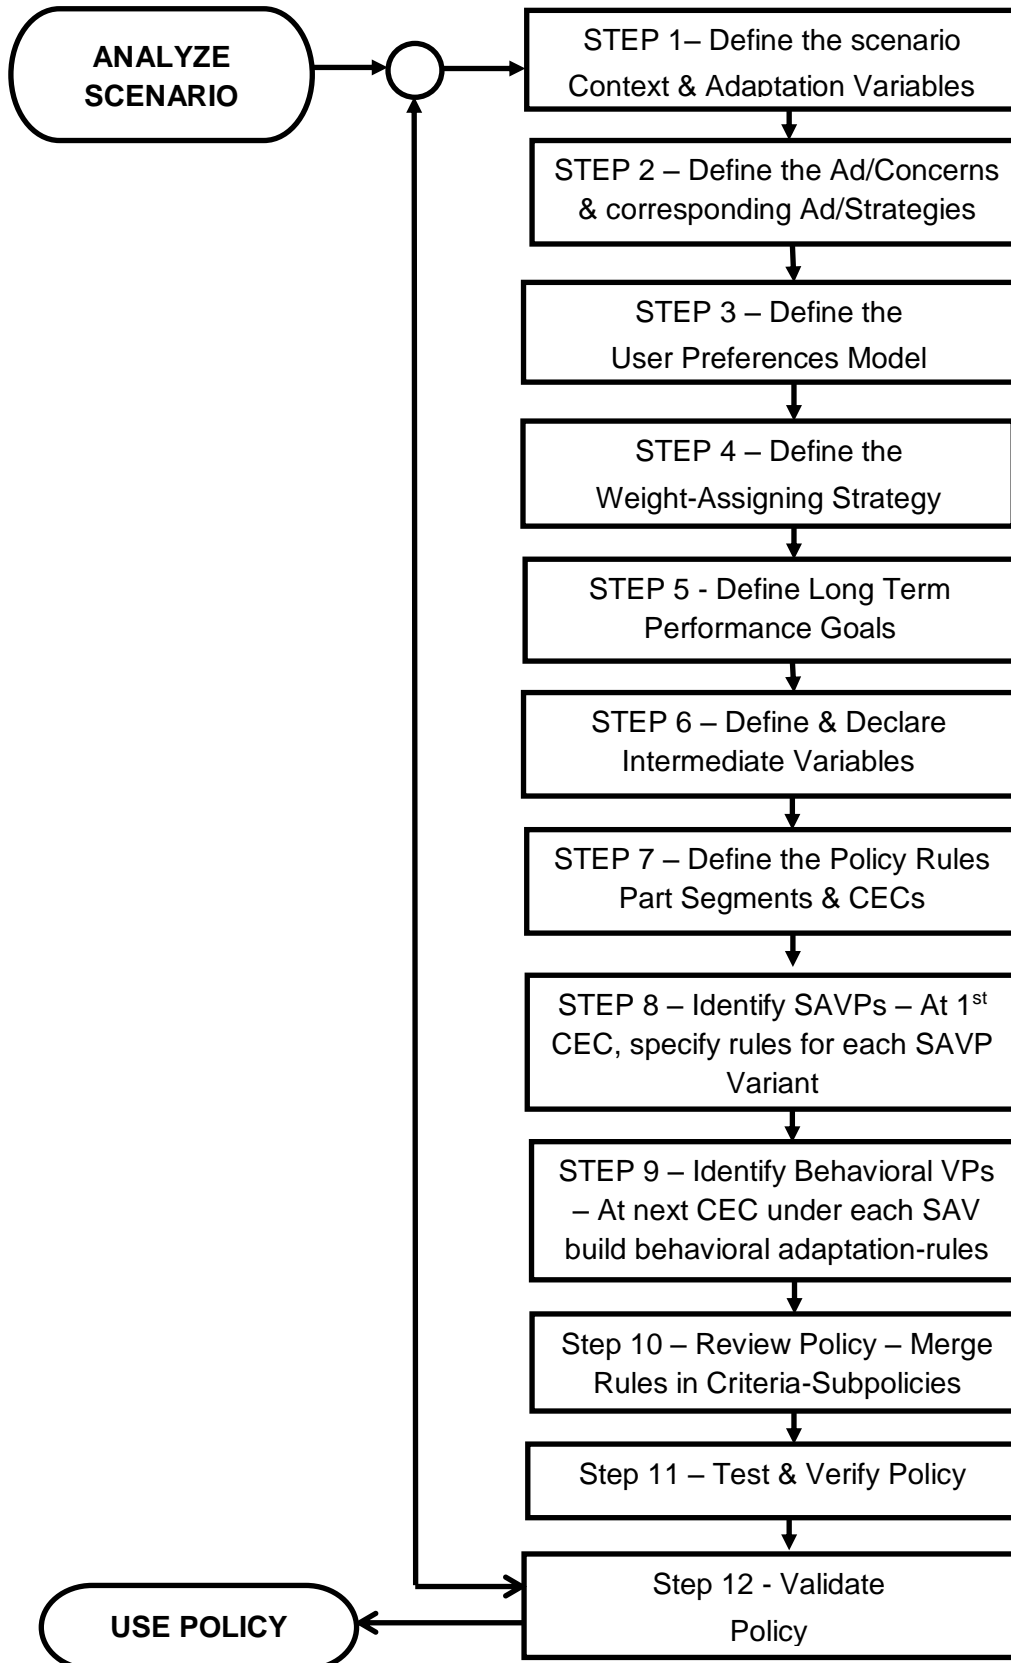 ANALYZE
SCENARIO
STEP 1– Define the scenario
Context & Adaptation Variables
STEP 2 – Define the Ad/Concerns
& corresponding Ad/Strategies
STEP 3 – Define the
User Preferences Model
STEP 4 – Define the
Weight-Assigning Strategy
STEP 5 - Define Long Term
Performance Goals
STEP 6 – Define & Declare
Intermediate Variables
STEP 7 – Define the Policy Rules
Part Segments & CECs
STEP 8 – Identify SAVPs – At 1st
CEC, specify rules for each SAVP
Variant
STEP 9 – Identify Behavioral VPs
– At next CEC under each SAV
build behavioral adaptation-rules
Step 10 – Review Policy – Merge
Rules in Criteria-Subpolicies
Step 11 – Test & Verify Policy
Step 12 - Validate
Policy
USE POLICY